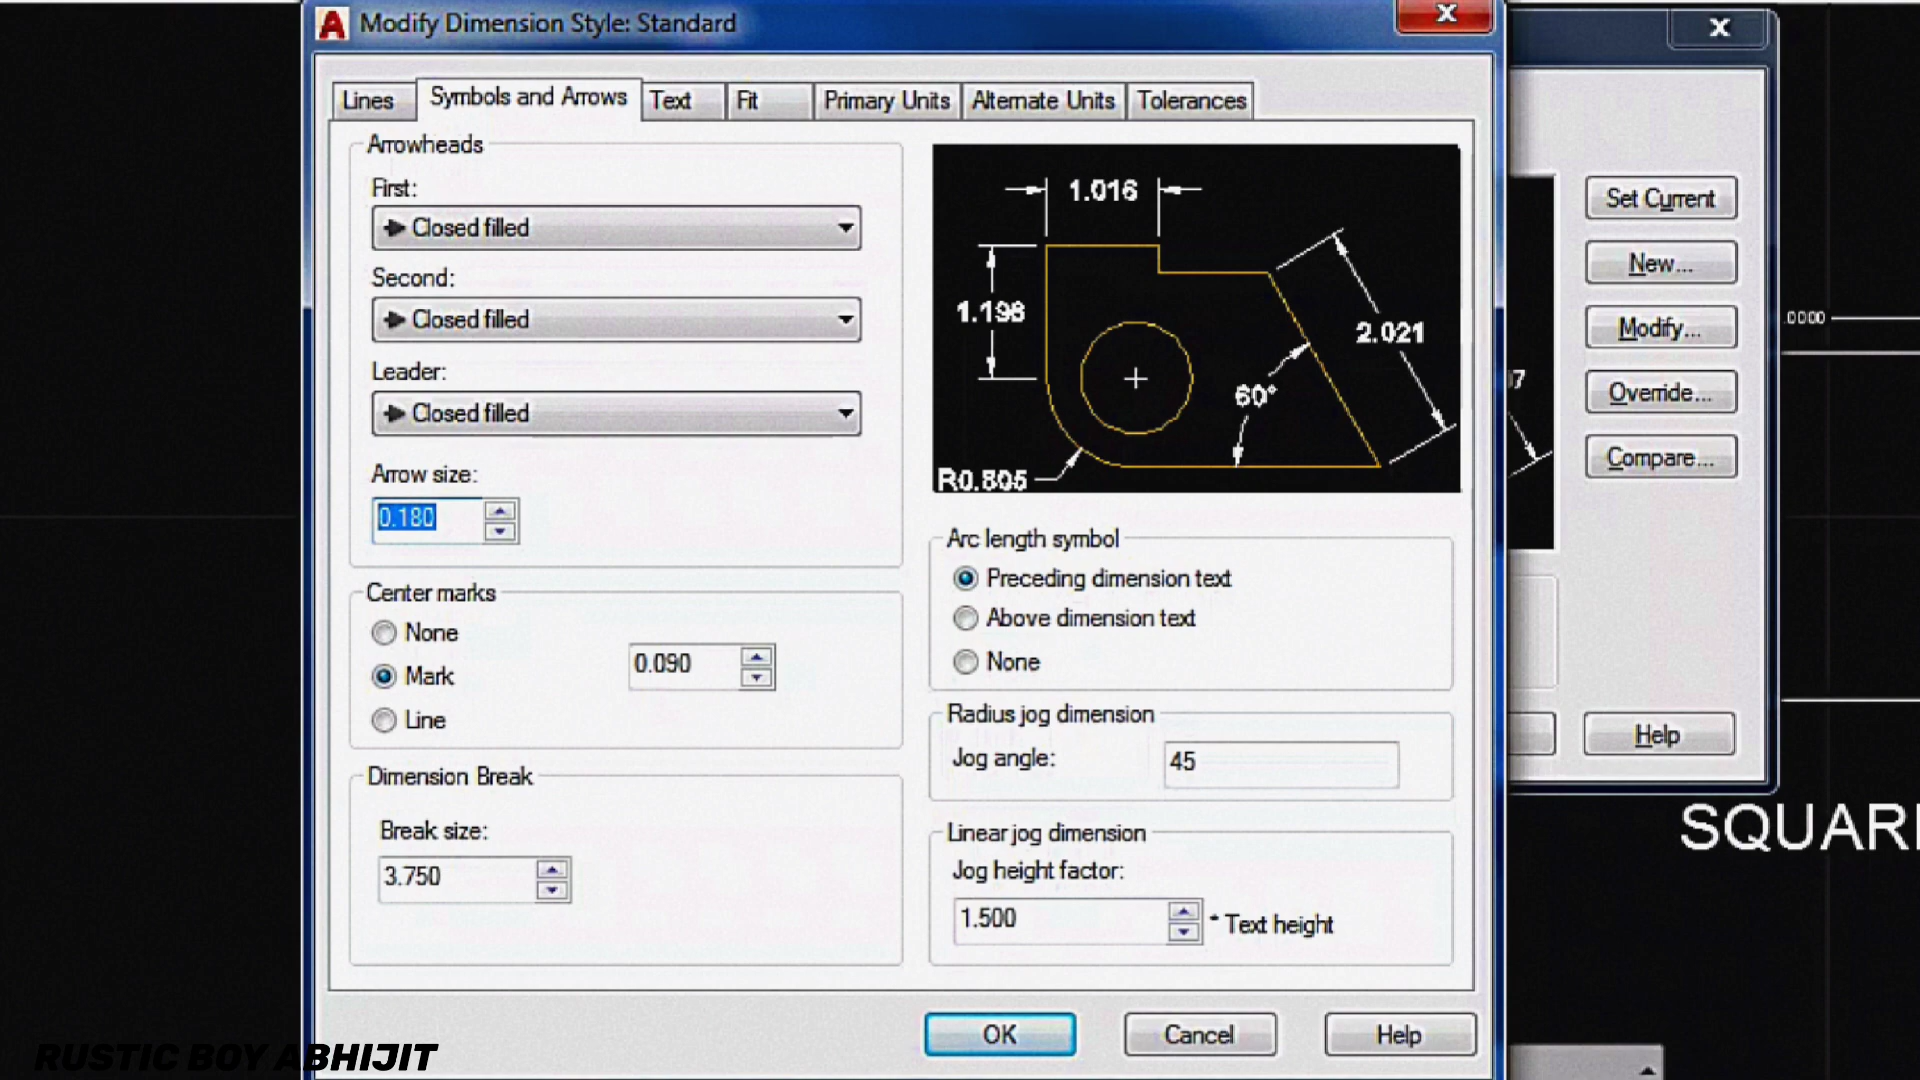 Modify Dimension Style: Standard
Lines
Symbols and Arrows
Text
Fit
Primary Units
Alternate Units
Tolerances
Arrowheads
First:
Closed filled
Second:
Closed filled
Leader:
Closed filled
Arrow size:
0.180
Center marks
None
Mark
0.090
Line
Dimension Break
Break size:
3.750
1.016
1.198
2.021
60°
R0.805
Arc length symbol
Preceding dimension text
Above dimension text
None
Radius jog dimension
Jog angle:
45
Linear jog dimension
Jog height factor:
1.500
* Text height
OK
Cancel
Help
Set Current
New...
Modify...
Override...
Compare...
Help
.0000
SQUAR
RUSTIC BOY ABHIJIT